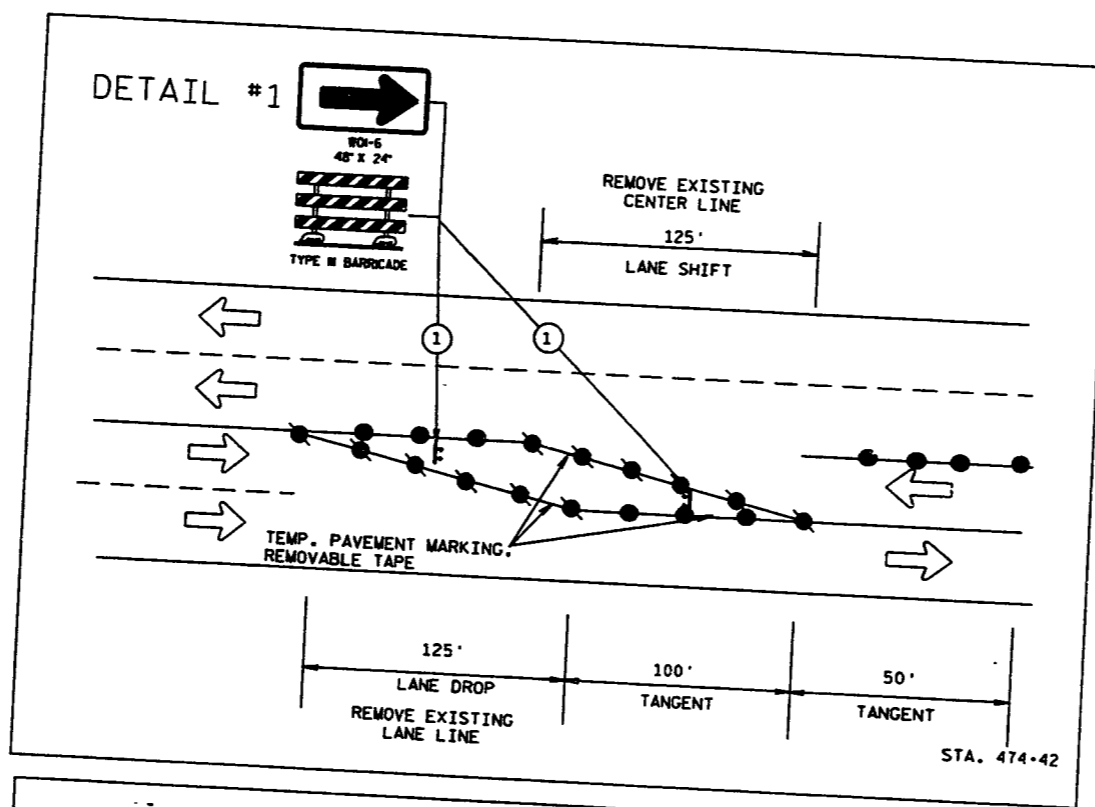 DETAIL #1
WO1-6
48" X 24"
TYPE III BARRICADE
REMOVE EXISTING
CENTER LINE
125'
LANE SHIFT
1
1
TEMP. PAVEMENT MARKING.
REMOVABLE TAPE
125'
LANE DROP
REMOVE EXISTING
LANE LINE
100'
TANGENT
50'
TANGENT
STA. 474+42